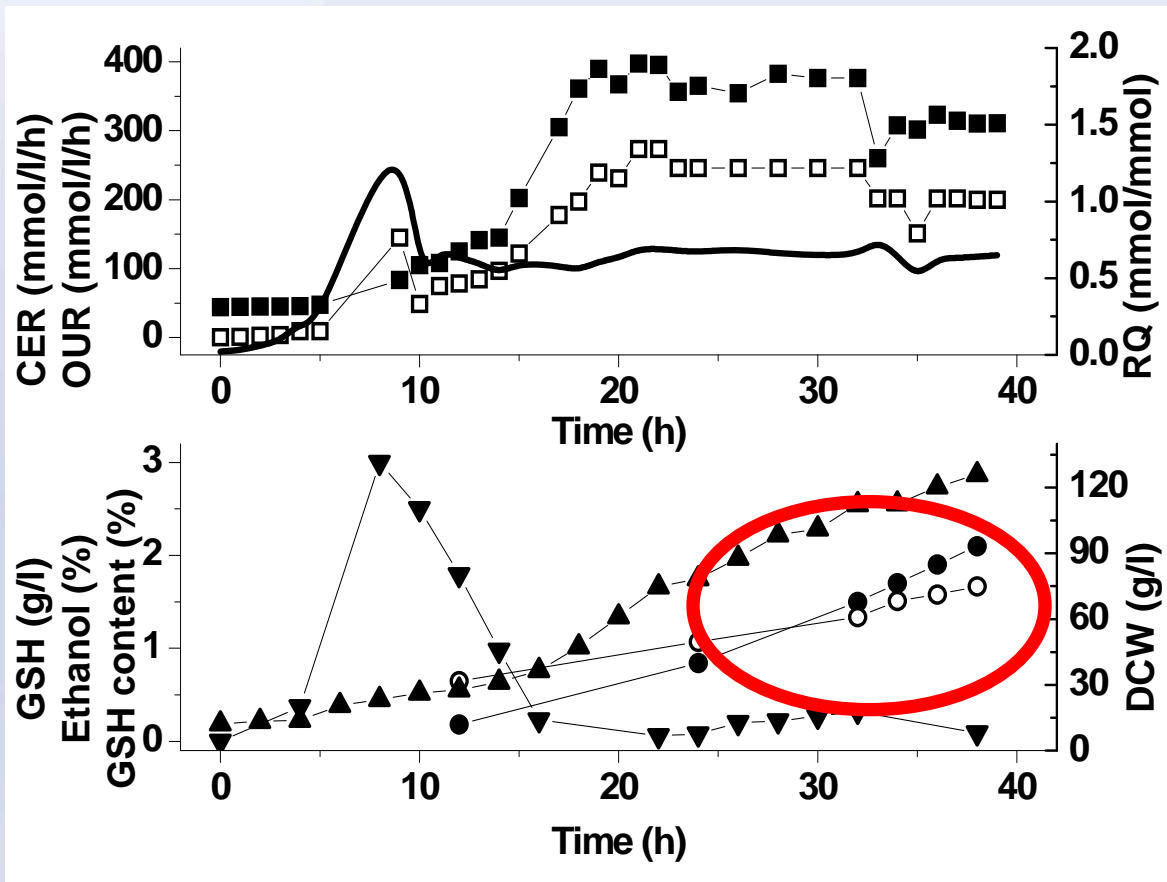 CER (mmol/l/h)
OUR (mmol/l/h)
400
300
200
100
0
2.0
1.5
1.0
0.5
0.0
RQ (mmol/mmol)
0 10 20 30 40
Time (h)
GSH (g/l)
Ethanol (%)
GSH content (%)
3
2
1
0
120
90
60
30
0
DCW (g/l)
0 10 20 30 40
Time (h)